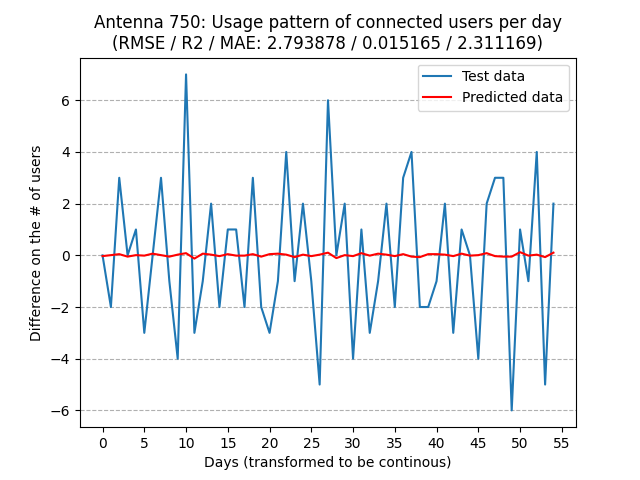 Antenna 750: Usage pattern of connected users per day
(RMSE / R2 / MAE: 2.793878 / 0.015165 / 2.311169)
Test data
Predicted data
Difference on the # of users
6
4
2
0
−2
−4
−6
0 5 10 15 20 25 30 35 40 45 50 55
Days (transformed to be continous)